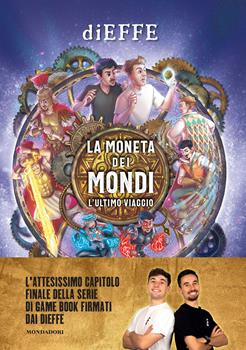 diEFFE
LA MONETA
DEI
MONDI
L'ULTIMO VIAGGIO
L'ATTESISSIMO CAPITOLO
FINALE DELLA SERIE
DI GAME BOOK FIRMATI
DAI DIEFFE
MONDADORI